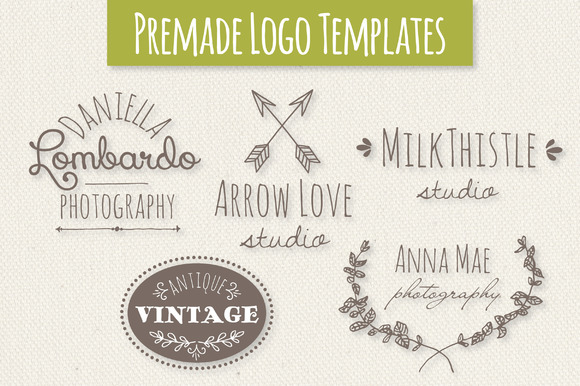 PREMADE LOGO TEMPLATES
DANIELLA
Lombardo
PHOTOGRAPHY
ARROW LOVE
studio
MILKTHISTLE
studio
ANTIQUE
VINTAGE
ANNA MAE
photography